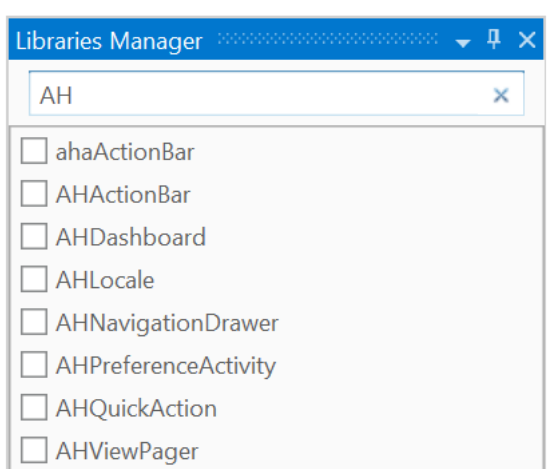 Libraries Manager
AH
ahaActionBar
AHActionBar
AHDashboard
AHLocale
AHNavigationDrawer
AHPreferenceActivity
AHQuickAction
AHViewPager